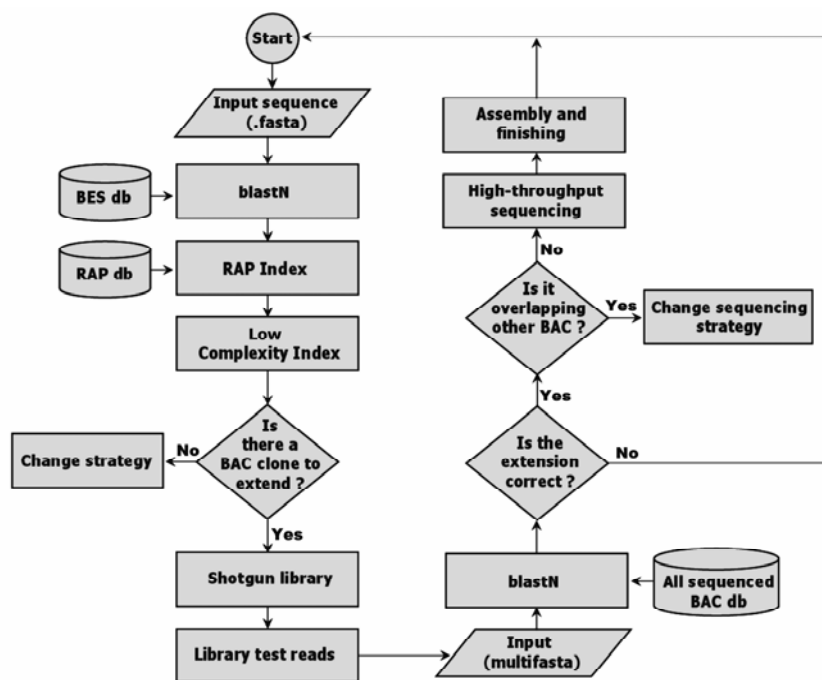 Start
Input sequence
(.fasta)
BES db
blastN
RAP db
RAP Index
Low
Complexity Index
Is
there a
BAC clone to
extend ?
No
Change strategy
Yes
Shotgun library
Library test reads
Input
(multifasta)
blastN
All sequenced
BAC db
Is the
extension
correct ?
No
Yes
Is it
overlapping
other BAC ?
Yes
Change sequencing
strategy
No
High-throughput
sequencing
Assembly and
finishing